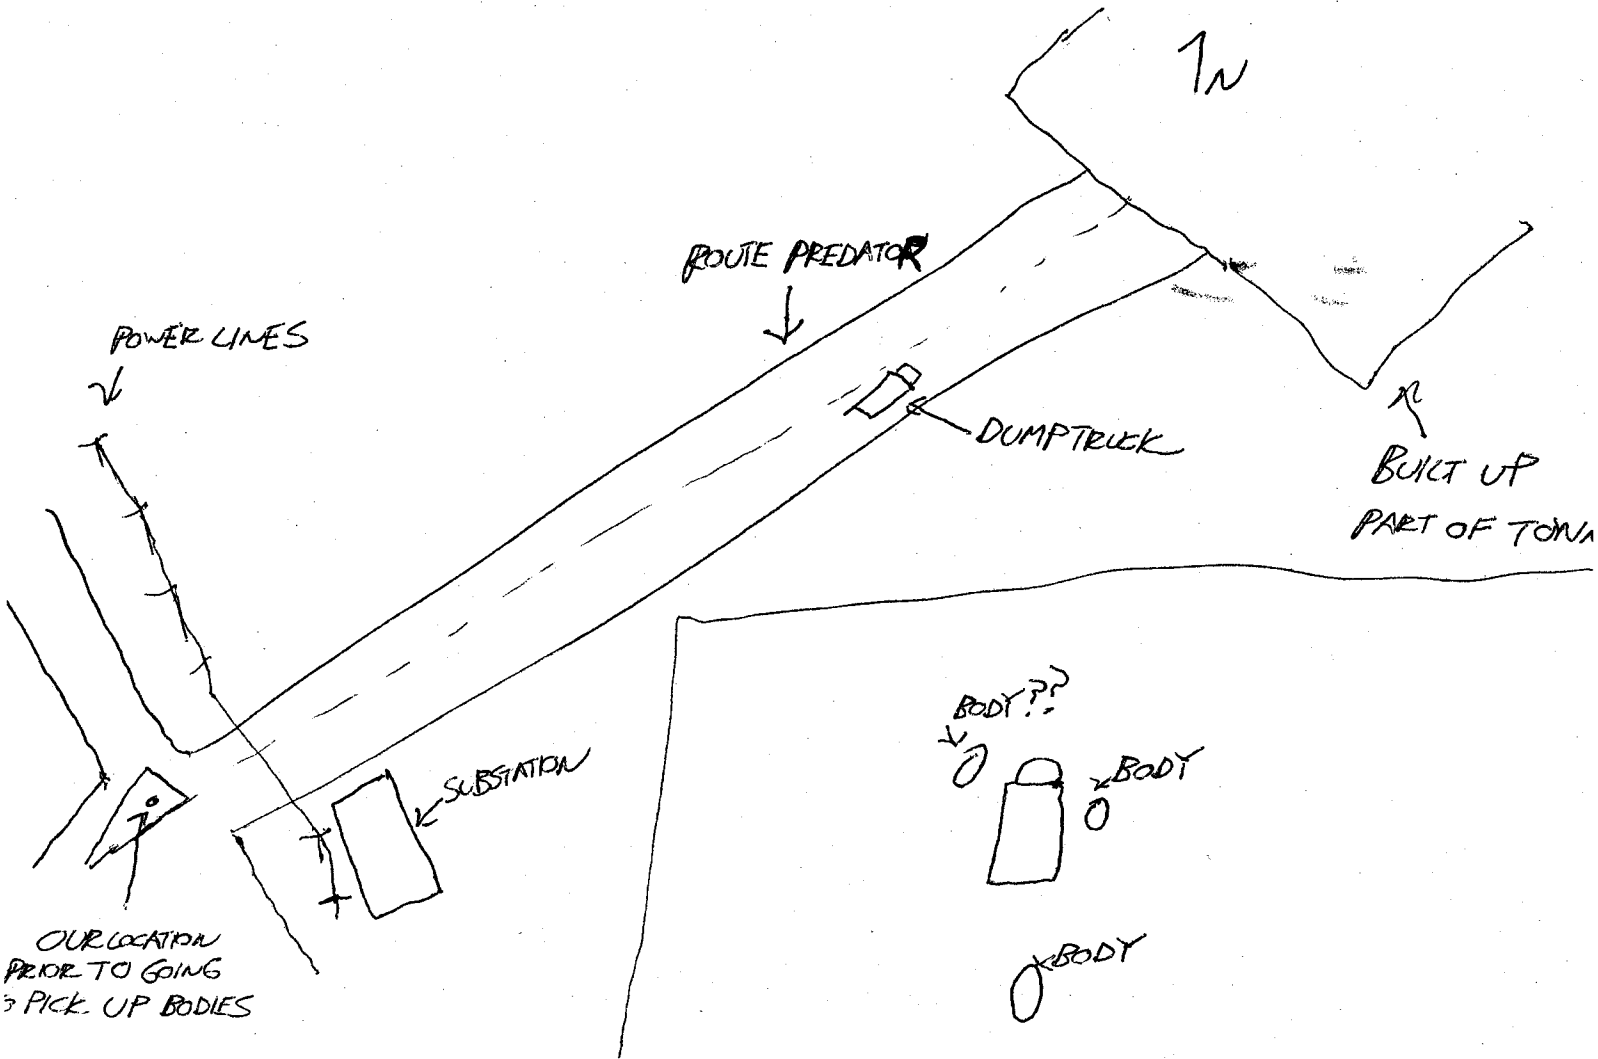 N
ROUTE PREDATOR
POWER LINES
DUMPTRUCK
BUILT UP
PART OF TOWN
BODY??
BODY
SUBSTATION
BODY
OUR LOCATION
PRIOR TO GOING
PICK UP BODIES